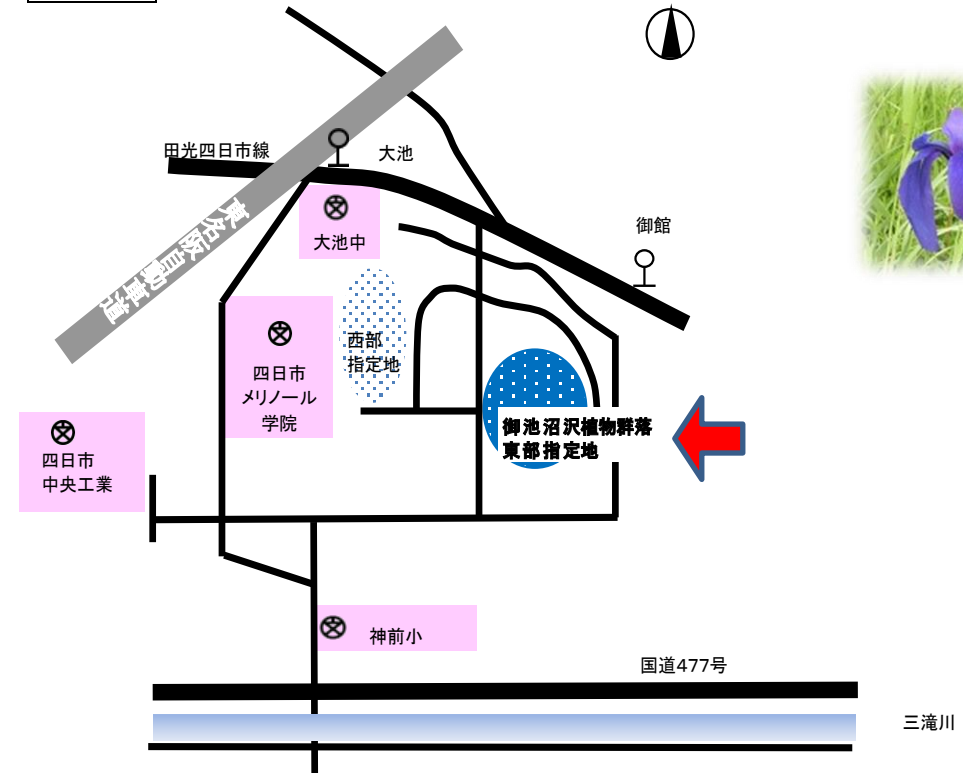 田光四日市線
大池
東名阪自動車道
大池中
御館
西部
指定地
四日市
メリノール
学院
御池沼沢植物群落
東部指定地
四日市
中央工業
神前小
国道477号
三滝川